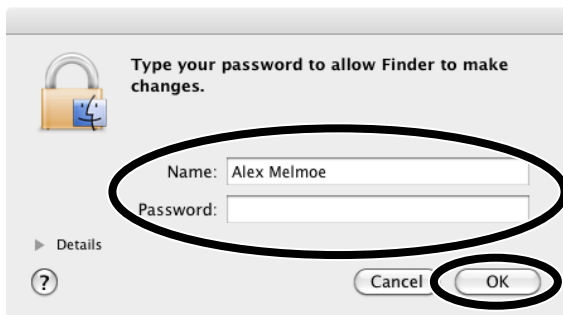 Type your password to allow Finder to make
changes.
Name: Alex Melmoe
Password:
Details
? Cancel OK